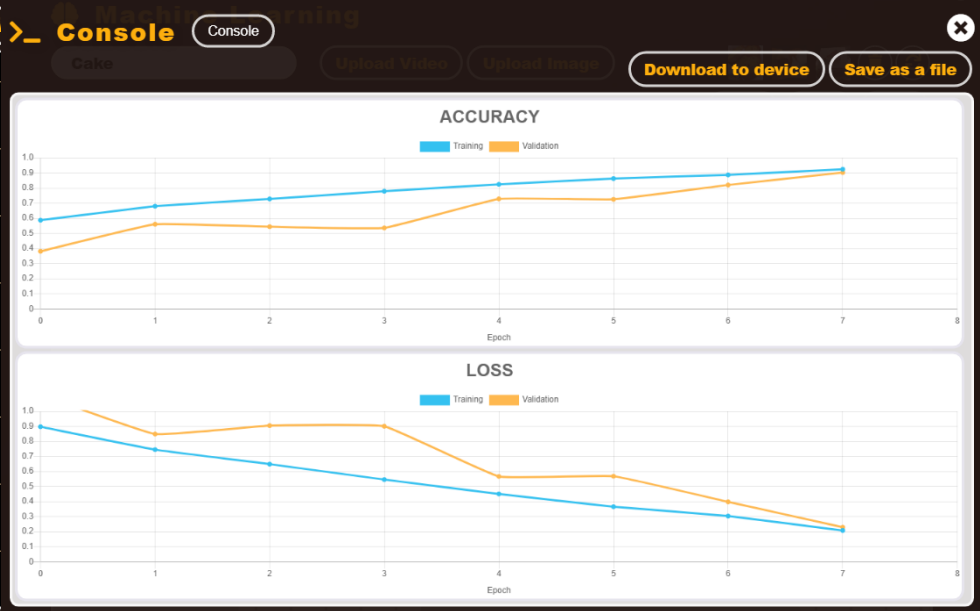 Machine Learning
>_ Console
Console
Cake
Upload Video
Upload Image
Download to device
Save as a file
ACCURACY
Training
Validation
1.0
0.9
0.8
0.7
0.6
0.5
0.4
0.3
0.2
0.1
0
0 1 2 3 4 5 6 7 8
Epoch
LOSS
Training
Validation
1.0
0.9
0.8
0.7
0.6
0.5
0.4
0.3
0.2
0.1
0
0 1 2 3 4 5 6 7 8
Epoch